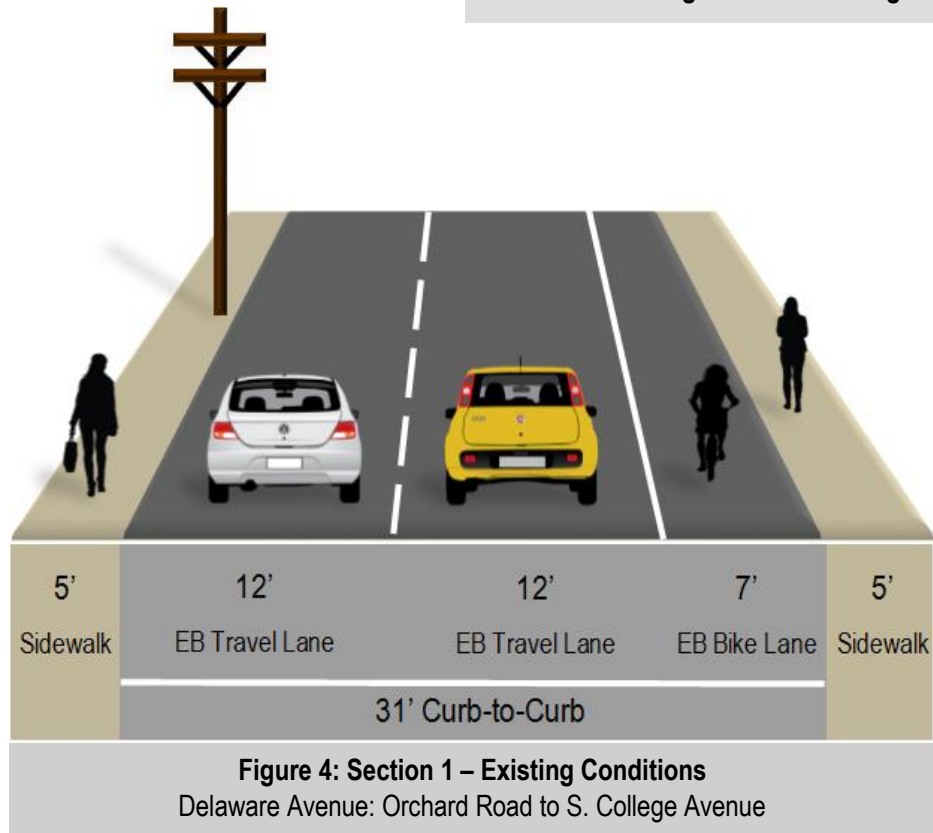 5’ 12’ 12’ 7’ 5’
Sidewalk EB Travel Lane EB Travel Lane EB Bike Lane Sidewalk
31’ Curb-to-Curb
Figure 4: Section 1 – Existing Conditions
Delaware Avenue: Orchard Road to S. College Avenue